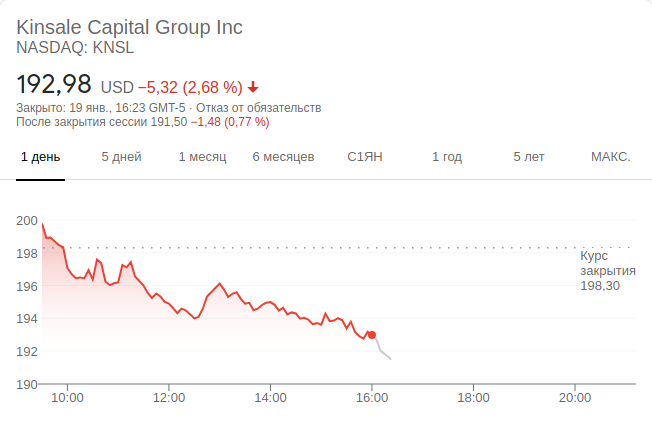 Kinsale Capital Group Inc
NASDAQ: KNSL
192,98 USD −5,32 (2,68 %)
Закрыто: 19 янв., 16:23 GMT-5 · Отказ от обязательств
После закрытия сессии 191,50 −1,48 (0,77 %)
1 день 5 дней 1 месяц 6 месяцев С1ЯН 1 год 5 лет МАКС.
200
198
196
194
192
190
Курс
закрытия
198,30
10:00 12:00 14:00 16:00 18:00 20:00